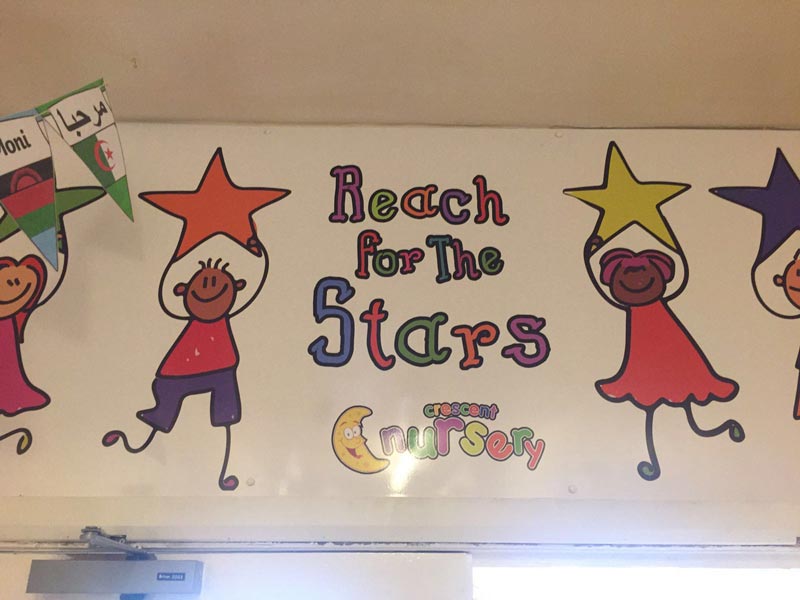 Moni
مرحبا
Reach
for The
Stars
crescent
nursery